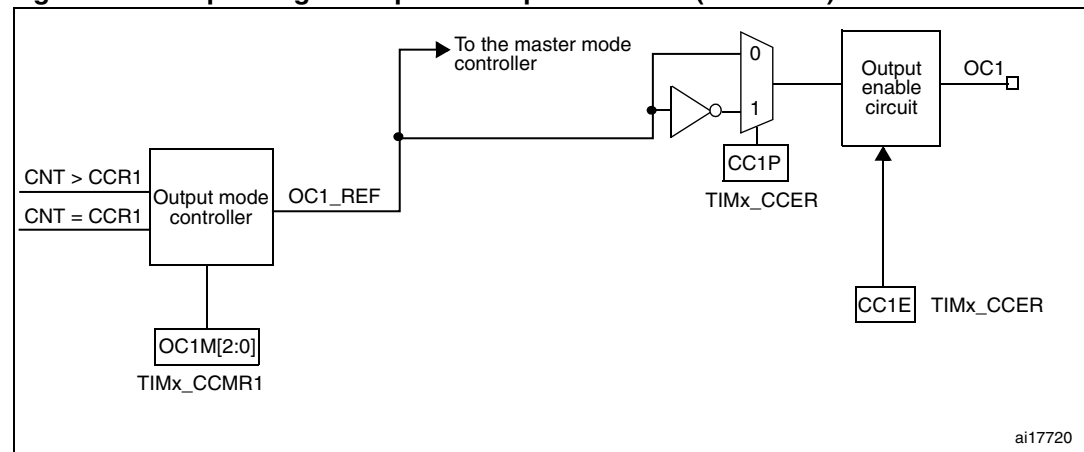 To the master mode
controller
0
1
Output
enable
circuit
OC1
CC1P
TIMx_CCER
CNT > CCR1
CNT = CCR1
Output mode
controller
OC1_REF
CC1E
TIMx_CCER
OC1M[2:0]
TIMx_CCMR1
ai17720